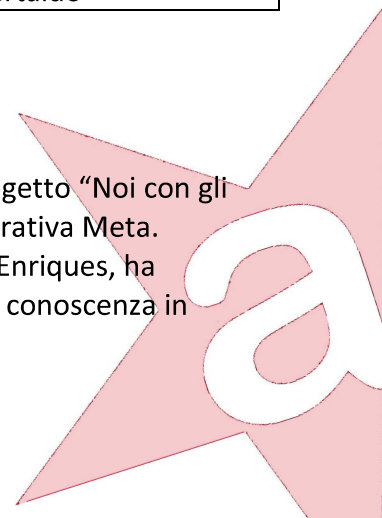 getto “Noi con gli
rativa Meta.
Enriques, ha
conoscenza in
a